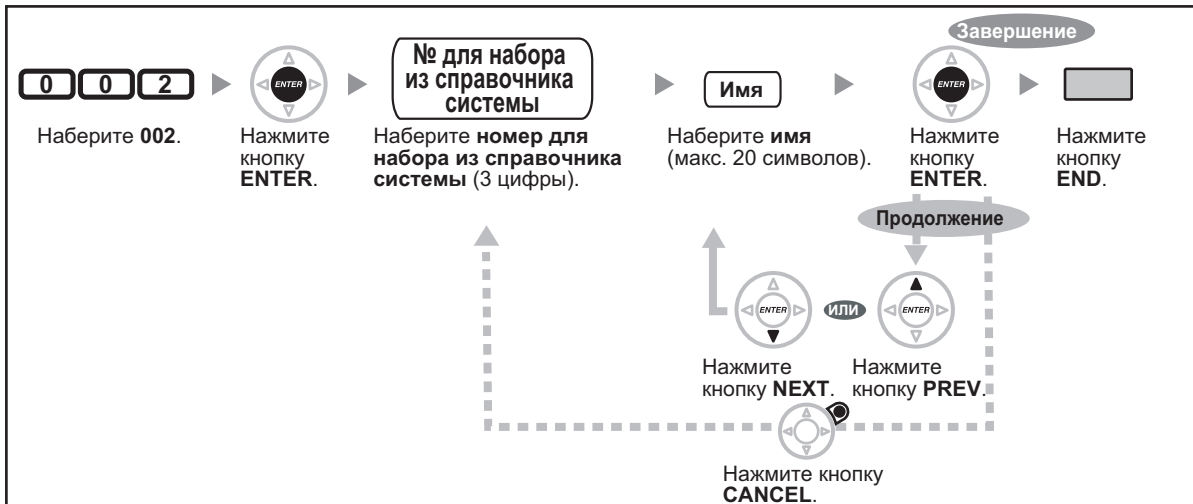 Завершение
0 0 2
ENTER
№ для набора
из справочника
системы
Имя
ENTER
Наберите 002.
Нажмите
кнопку
ENTER.
Наберите номер для
набора из справочника
системы (3 цифры).
Наберите имя
(макс. 20 символов).
Нажмите
кнопку
ENTER.
Нажмите
кнопку
END.
Продолжение
ENTER
или
ENTER
Нажмите
кнопку NEXT.
Нажмите
кнопку PREV.
Нажмите кнопку
CANCEL.